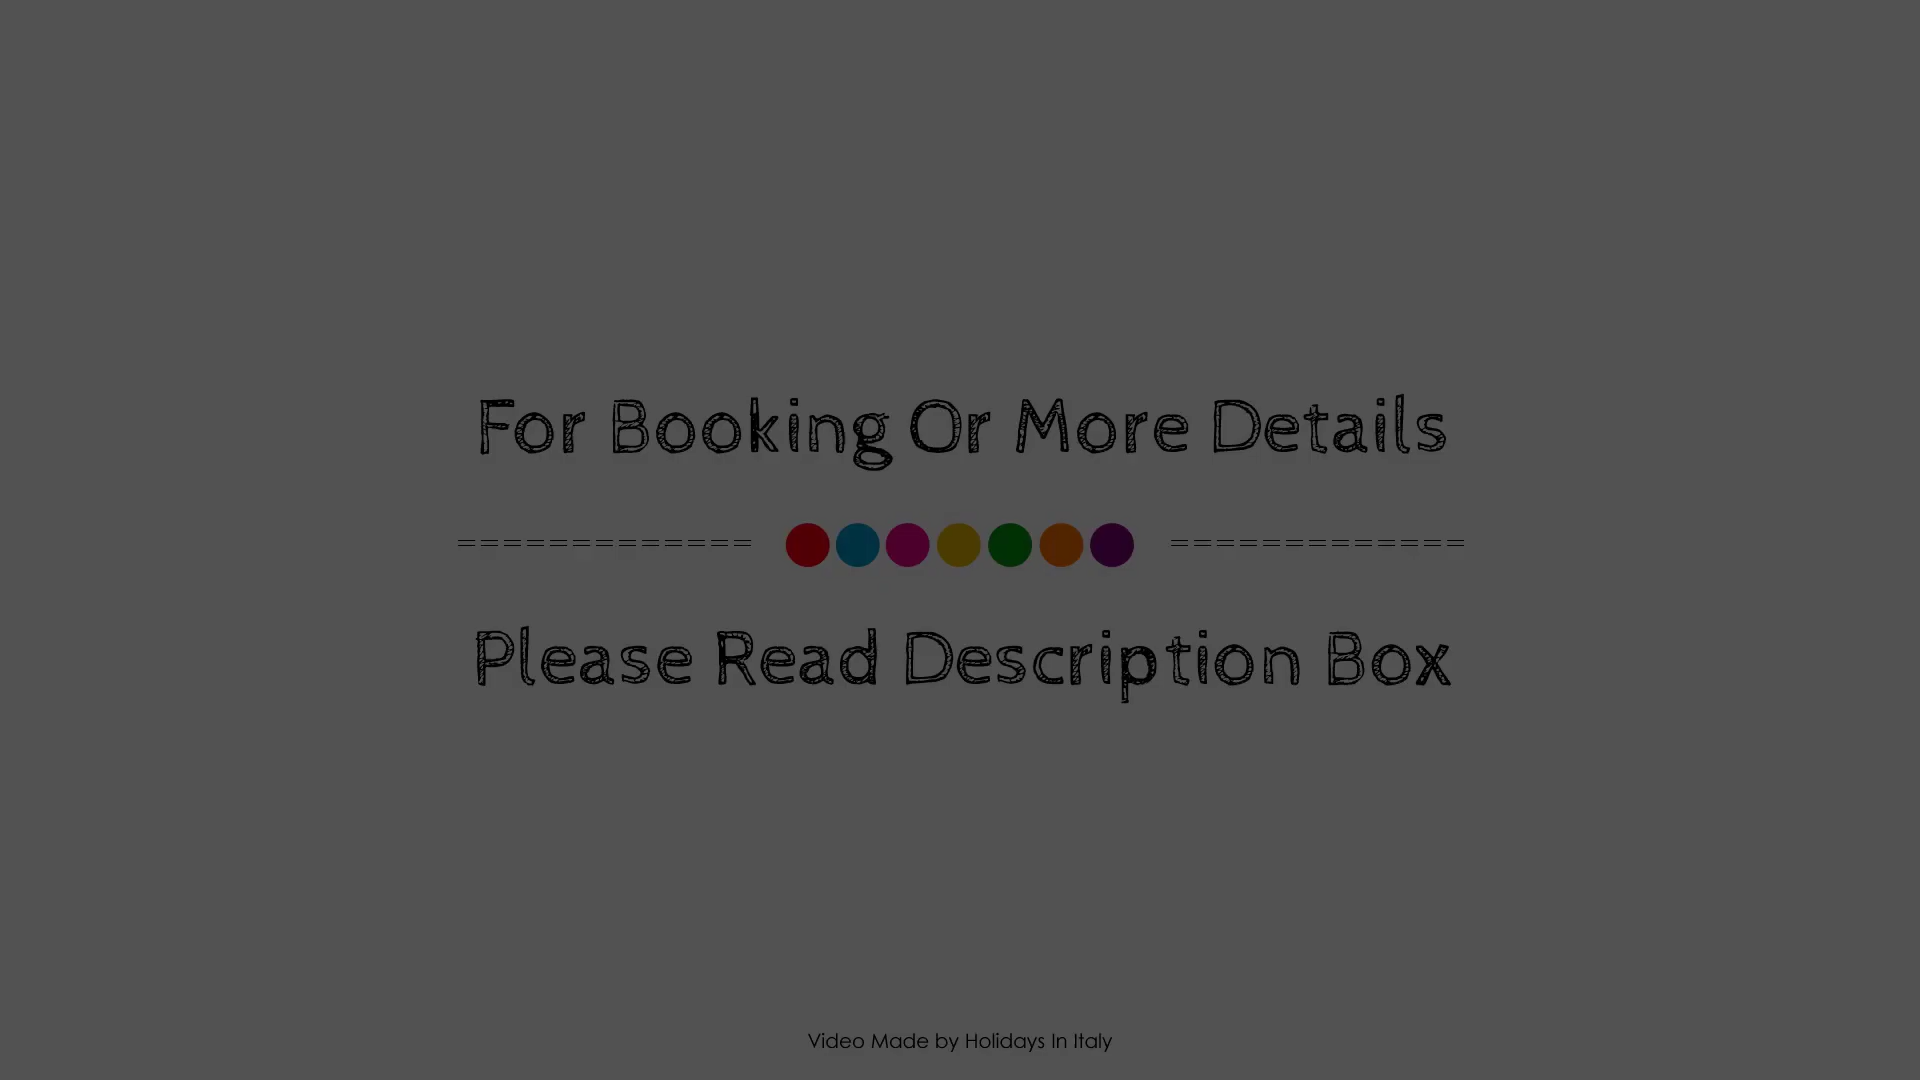 For Booking Or More Details
============= =============
Please Read Description Box
Video Made by Holidays In Italy